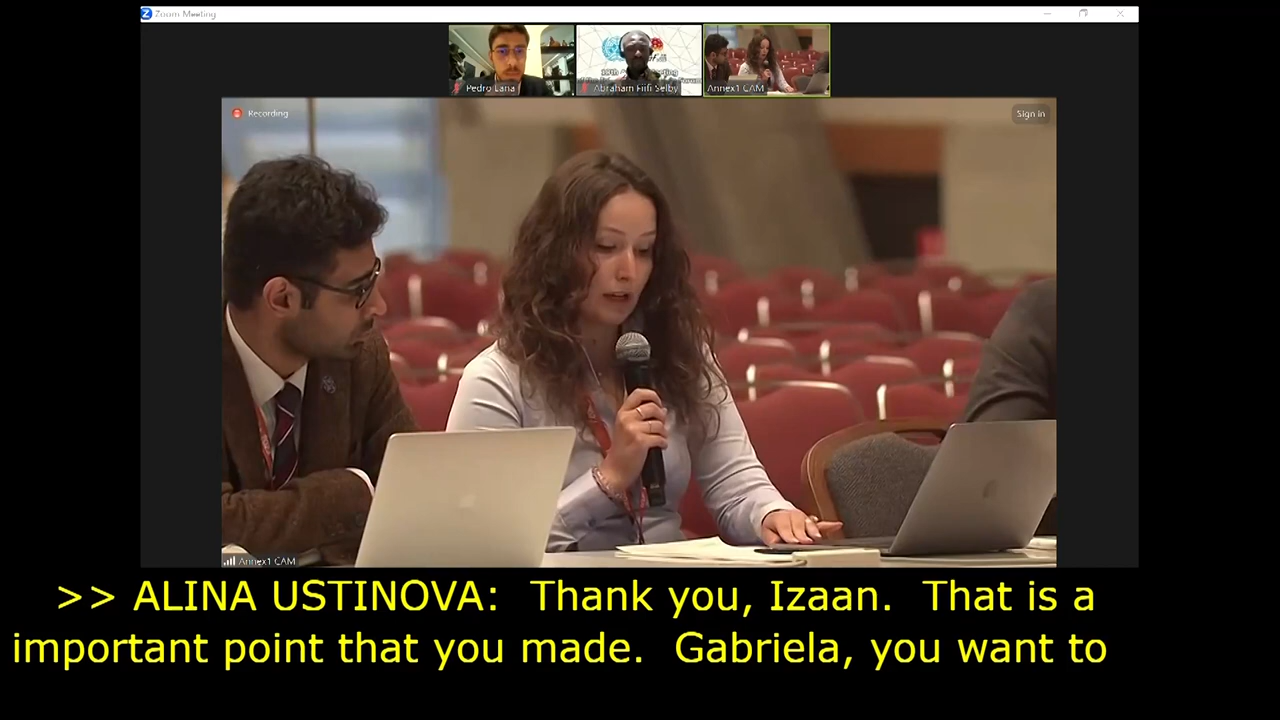 Zoom Meeting
Pedro Lana
Abraham Fiifi Selby
Annex1 CAM
Recording
Sign in
Annex1 CAM
>> ALINA USTINOVA:  Thank you, Izaan.  That is a
important point that you made.  Gabriela, you want to